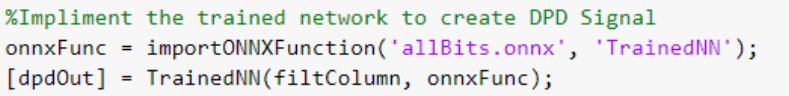 %Impliment the trained network to create DPD Signal
onnxFunc = importONNXFunction('allBits.onnx', 'TrainedNN');
[dpdOut] = TrainedNN(filtColumn, onnxFunc);